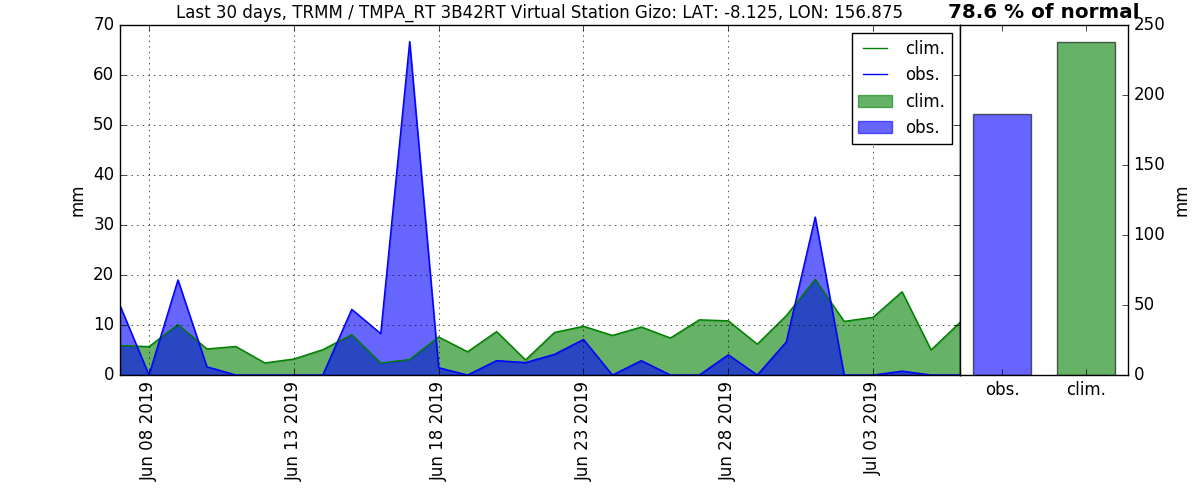 Last 30 days, TRMM / TMPA_RT 3B42RT Virtual Station Gizo: LAT: -8.125, LON: 156.875
78.6 % of normal
70
60
50
40
30
20
10
0
mm
clim.
obs.
clim.
obs.
Jun 08 2019
Jun 13 2019
Jun 18 2019
Jun 23 2019
Jun 28 2019
Jul 03 2019
250
200
150
100
50
0
mm
obs.
clim.